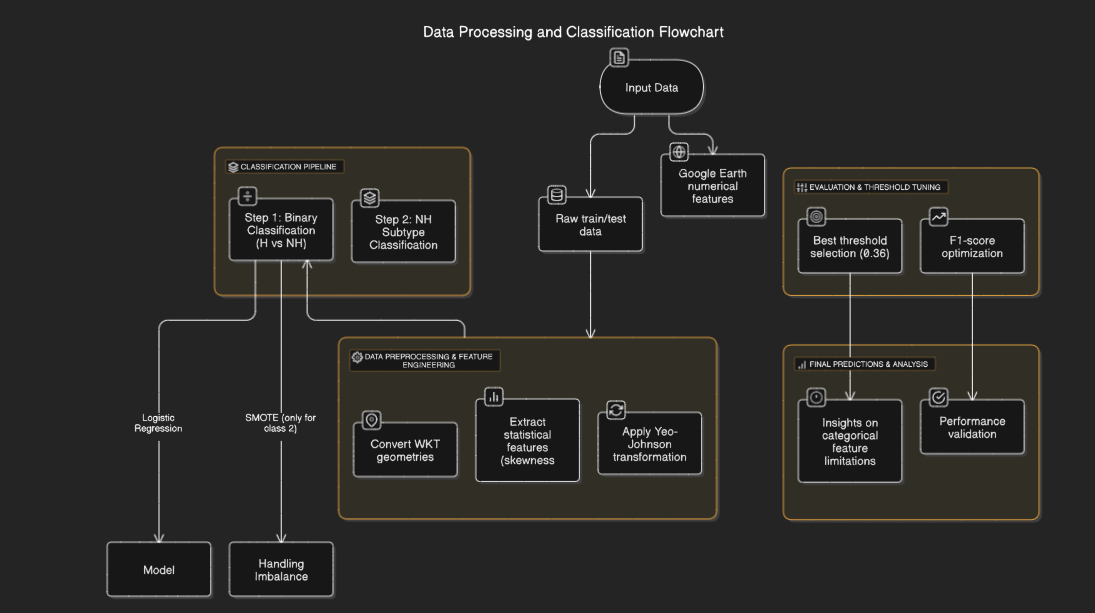 Data Processing and Classification Flowchart
Input Data
Google Earth
numerical
features
Raw train/test
data
CLASSIFICATION PIPELINE
Step 1: Binary
Classification
(H vs NH)
Step 2: NH
Subtype
Classification
EVALUATION & THRESHOLD TUNING
Best threshold
selection (0.36)
F1-score
optimization
DATA PREPROCESSING & FEATURE
ENGINEERING
Convert WKT
geometries
Extract
statistical
features
(skewness
Apply Yeo-
Johnson
transformation
FINAL PREDICTIONS & ANALYSIS
Insights on
categorical
feature
limitations
Performance
validation
Logistic
Regression
SMOTE (only for
class 2)
Model
Handling
Imbalance